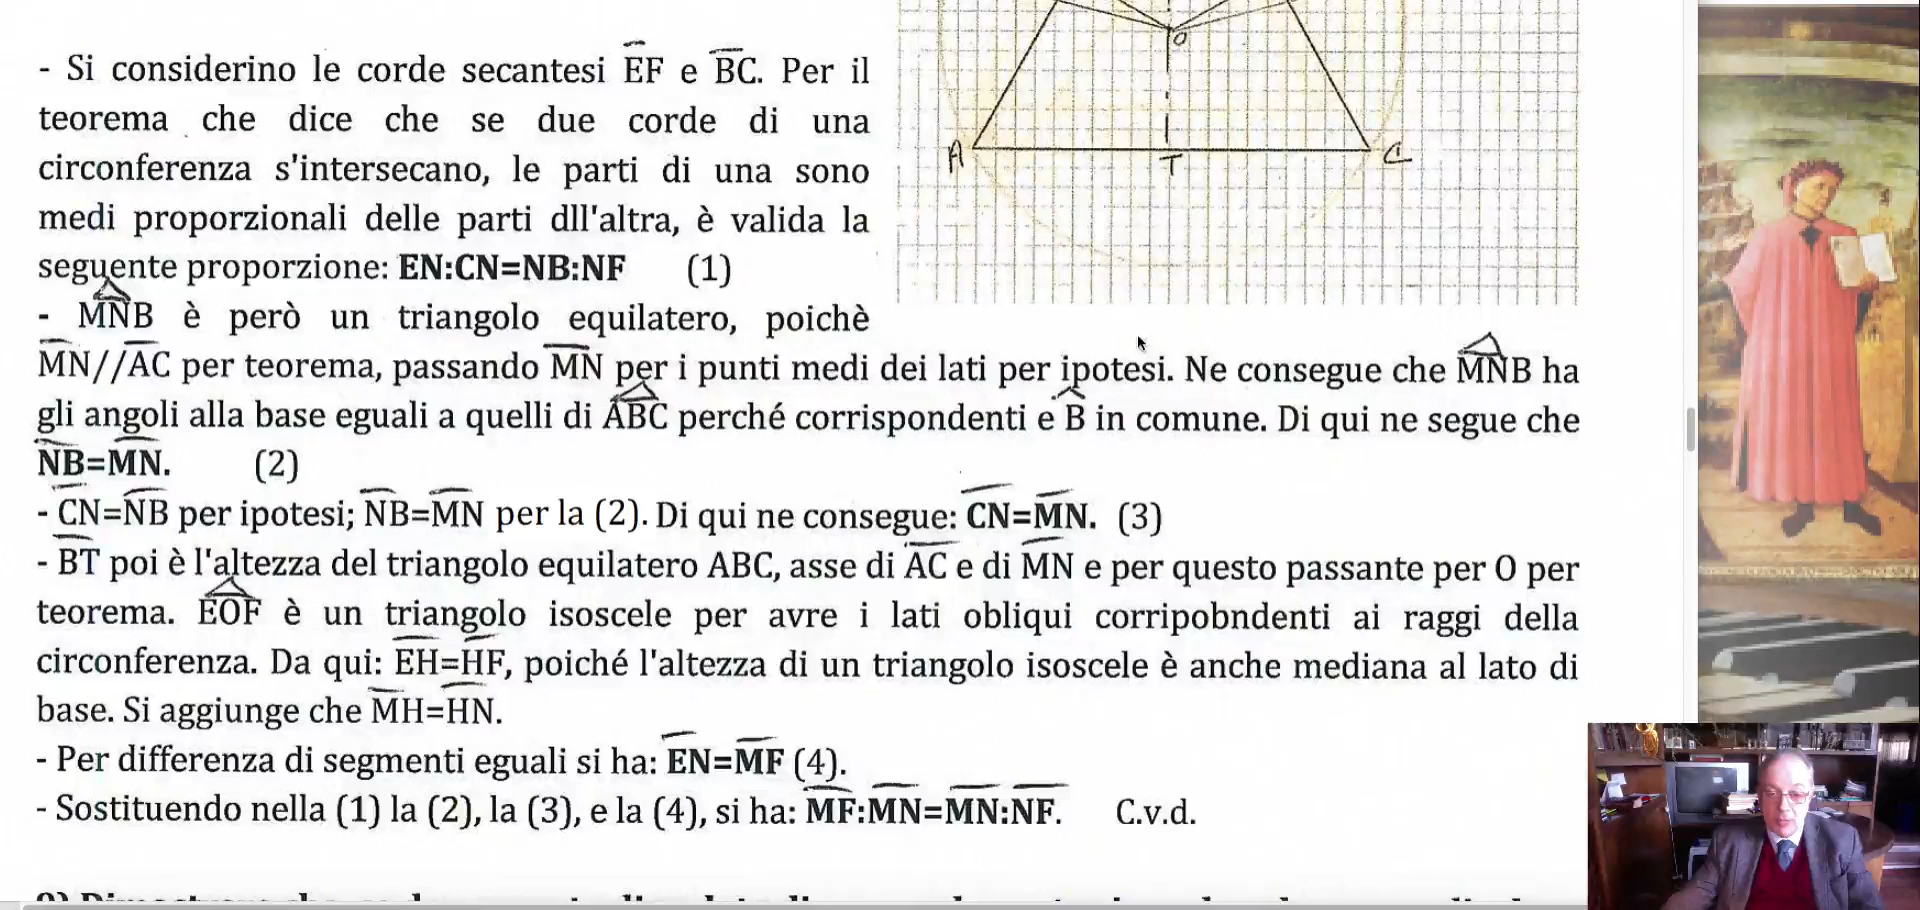 - Si considerino le corde secantesi EF e BC. Per il
teorema che dice che se due corde di una
circonferenza s'intersecano, le parti di una sono
medi proporzionali delle parti dll'altra, è valida la
seguente proporzione: EN:CN=NB:NF (1)
- MNB è però un triangolo equilatero, poichè
MN//AC per teorema, passando MN per i punti medi dei lati per ipotesi. Ne consegue che MNB ha
gli angoli alla base eguali a quelli di ABC perché corrispondenti e B in comune. Di qui ne segue che
NB=MN. (2)
- CN=NB per ipotesi; NB=MN per la (2). Di qui ne consegue: CN=MN. (3)
- BT poi è l'altezza del triangolo equilatero ABC, asse di AC e di MN e per questo passante per O per
teorema. EOF è un triangolo isoscele per avre i lati obliqui corripobndenti ai raggi della
circonferenza. Da qui: EH=HF, poiché l'altezza di un triangolo isoscele è anche mediana al lato di
base. Si aggiunge che MH=HN.
- Per differenza di segmenti eguali si ha: EN=MF (4).
- Sostituendo nella (1) la (2), la (3), e la (4), si ha: MF:MN=MN:NF. C.v.d.
O
A
T
C